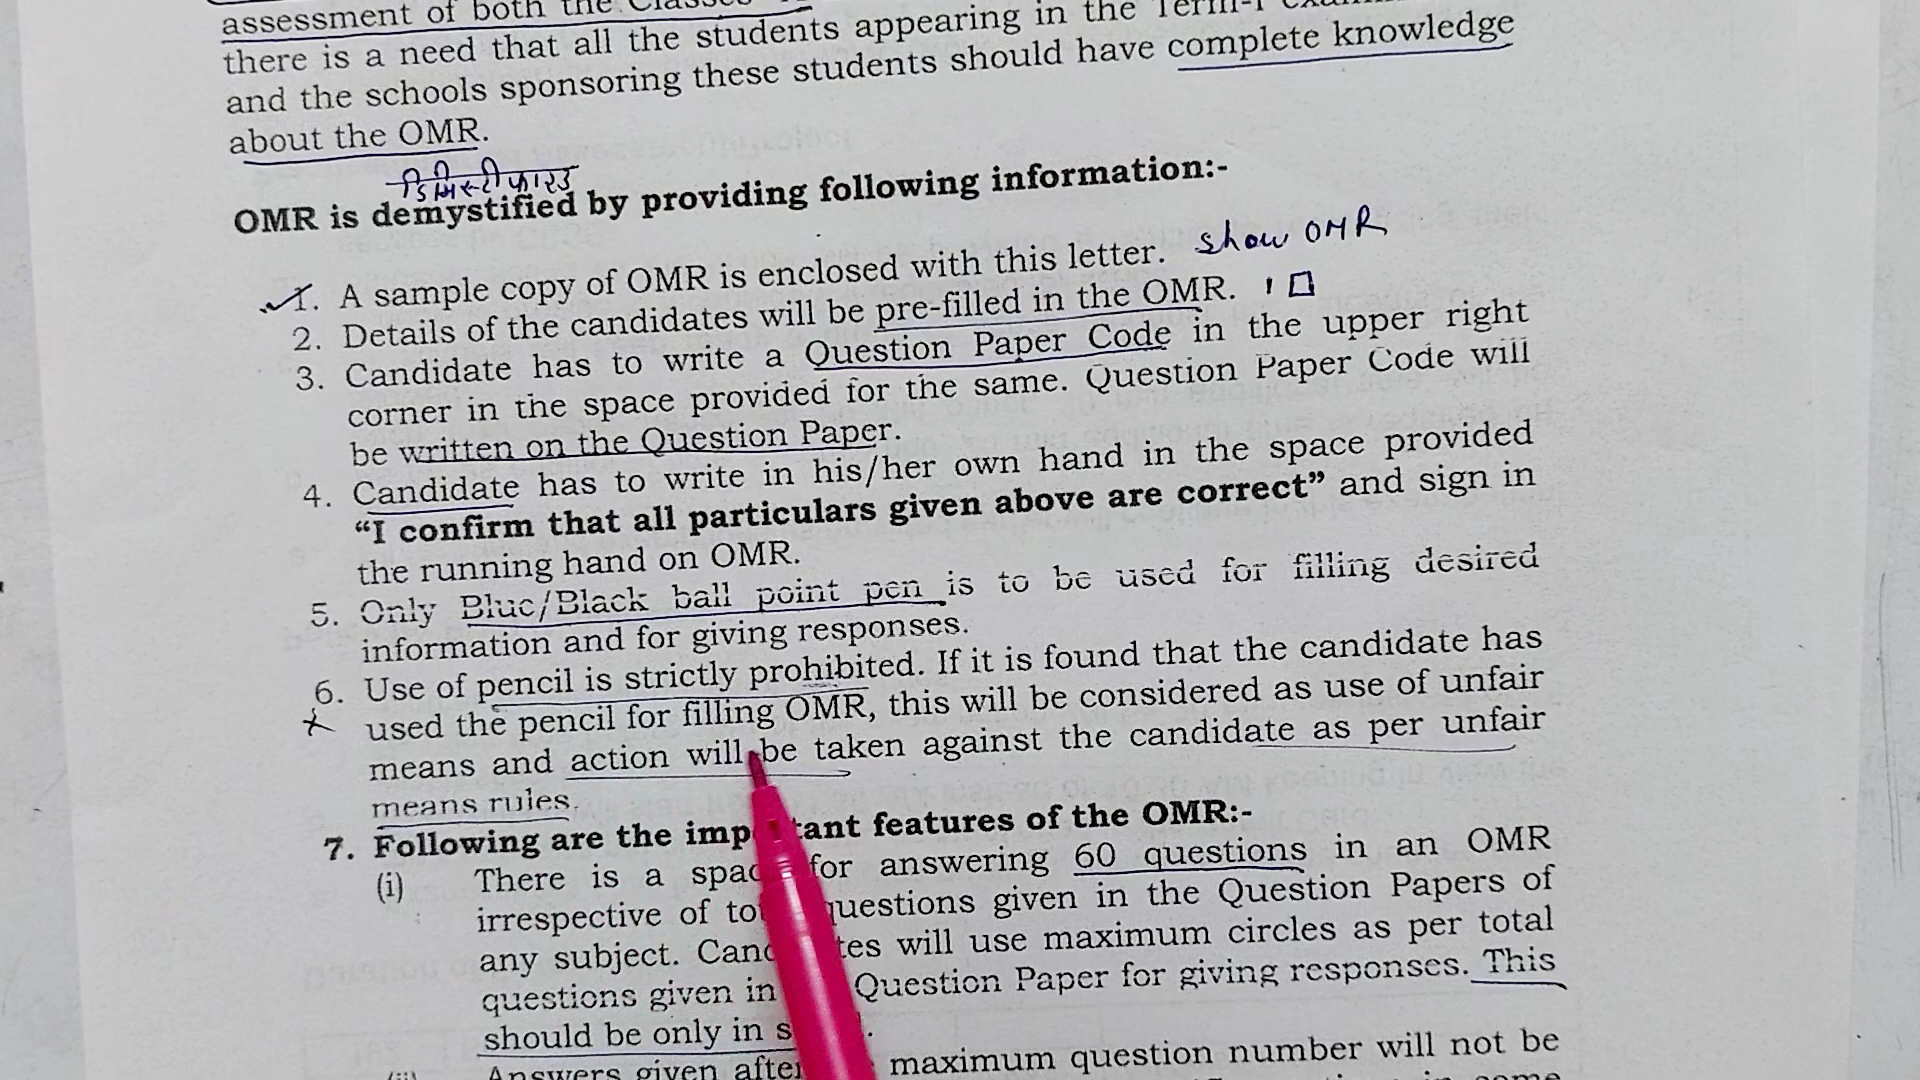 assessment of both the Classes
there is a need that all the students appearing in the Term-I
and the schools sponsoring these students should have complete knowledge
about the OMR.
डिमिस्टीफाइड
OMR is demystified by providing following information:-
1. A sample copy of OMR is enclosed with this letter. show OMR
2. Details of the candidates will be pre-filled in the OMR.
3. Candidate has to write a Question Paper Code in the upper right
corner in the space provided for the same. Question Paper Code will
be written on the Question Paper.
4. Candidate has to write in his/her own hand in the space provided
“I confirm that all particulars given above are correct” and sign in
the running hand on OMR.
5. Only Blue/Black ball point pen is to be used for filling desired
information and for giving responses.
6. Use of pencil is strictly prohibited. If it is found that the candidate has
used the pencil for filling OMR, this will be considered as use of unfair
means and action will be taken against the candidate as per unfair
means rules.
7. Following are the important features of the OMR:-
(i) There is a space for answering 60 questions in an OMR
irrespective of total questions given in the Question Papers of
any subject. Candidates will use maximum circles as per total
questions given in Question Paper for giving responses. This
should be only in
Answers given after maximum question number will not be